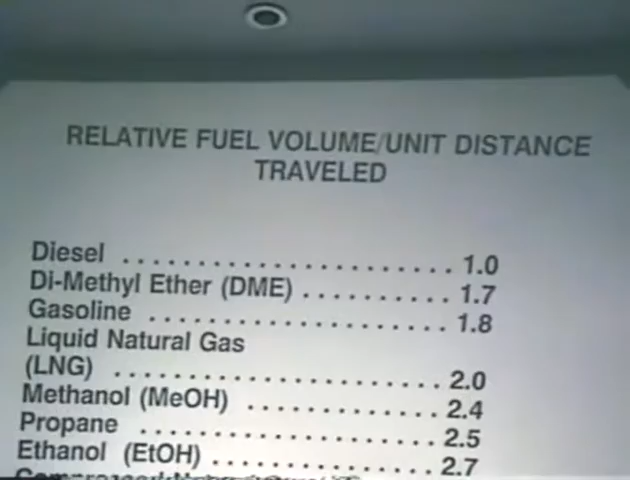 RELATIVE FUEL VOLUME/UNIT DISTANCE
TRAVELED
Diesel ...................... 1.0
Di-Methyl Ether (DME) .......... 1.7
Gasoline .................... 1.8
Liquid Natural Gas
(LNG) ...................... 2.0
Methanol (MeOH) ............. 2.4
Propane .................... 2.5
Ethanol (EtOH) ............... 2.7